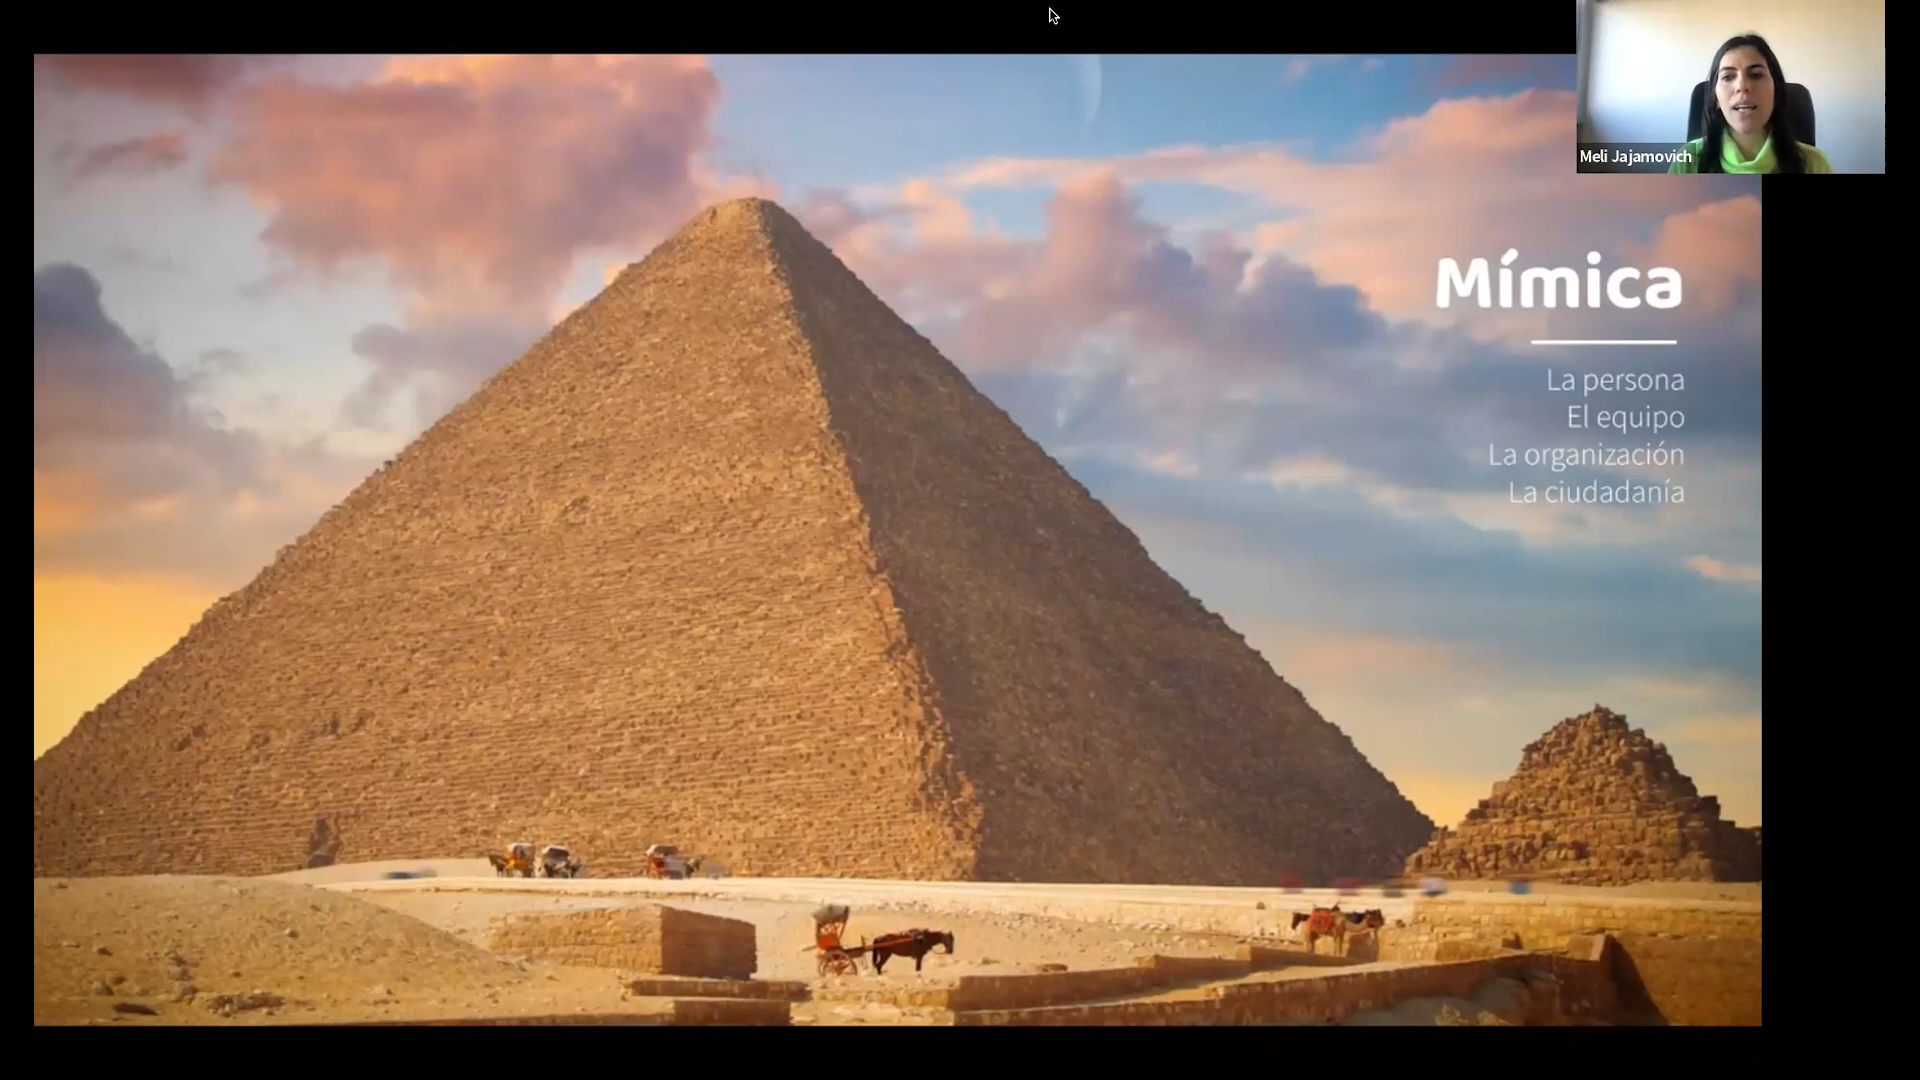 Meli Jajamovich
Mímica
La persona
El equipo
La organización
La ciudadanía